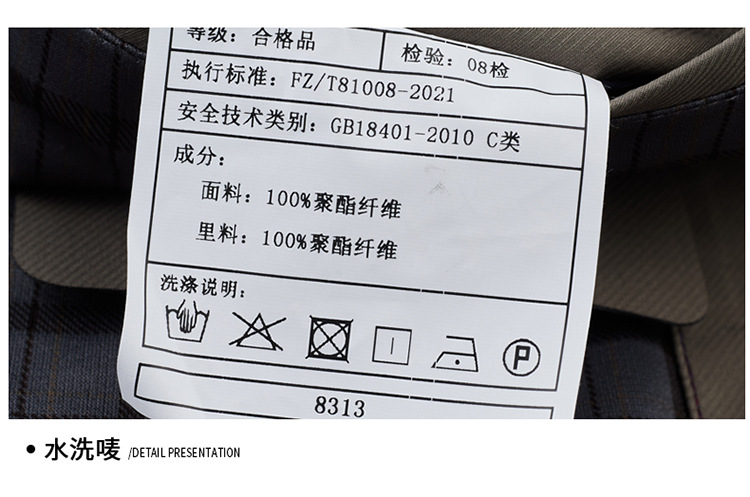 等级：合格品
检验：08检
执行标准：FZ/T81008-2021
安全技术类别：GB18401-2010 C类
成分：
面料：100%聚酯纤维
里料：100%聚酯纤维
洗涤说明：
P
8313
• 水洗唛 /DETAIL PRESENTATION